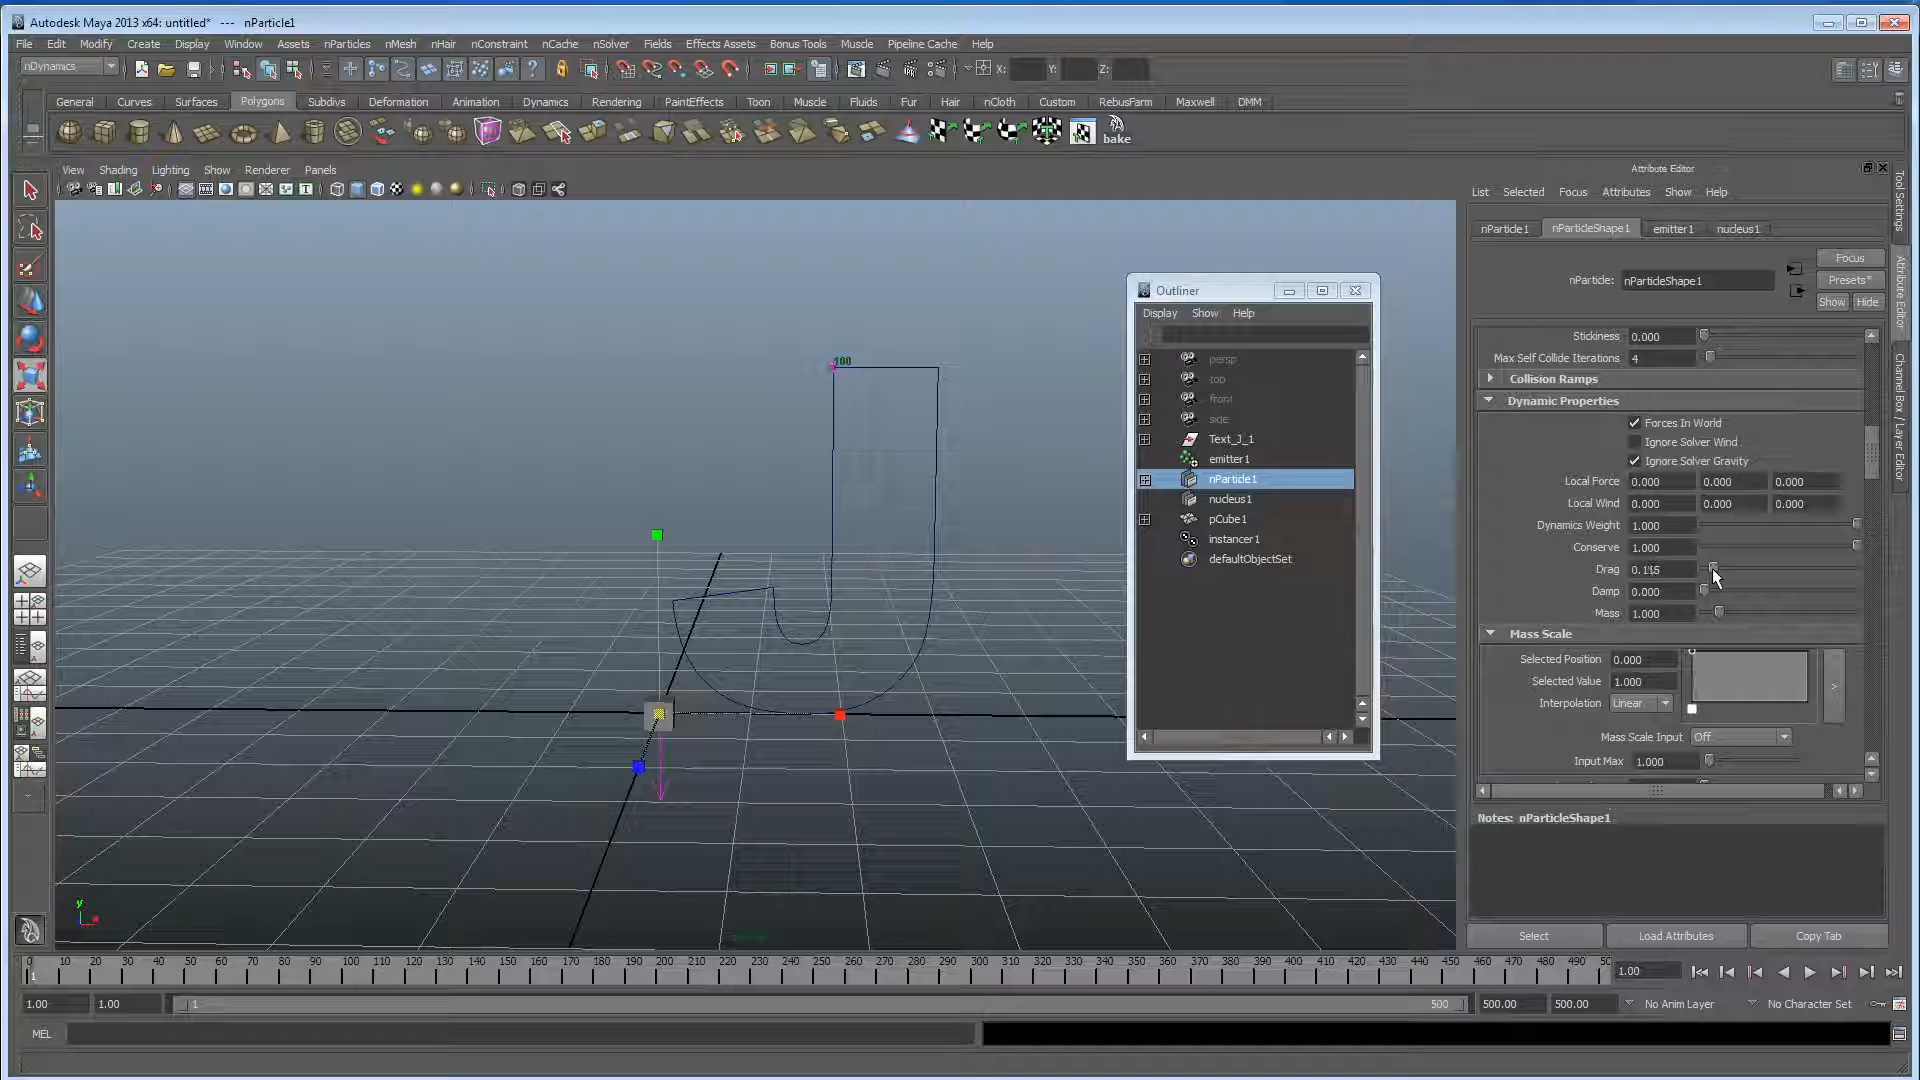 Autodesk Maya 2013 x64: untitled*   ---   nParticle1
File Edit Modify Create Display Window Assets nParticles nMesh nHair nConstraint nCache nSolver Fields Effects Assets Bonus Tools Muscle Pipeline Cache Help
nDynamics X: Y: Z:
General Curves Surfaces Polygons Subdivs Deformation Animation Dynamics Rendering PaintEffects Toon Muscle Fluids Fur Hair nCloth Custom RebusFarm Maxwell DMM
bake
View Shading Lighting Show Renderer Panels
100
y
Outliner
Display Show Help
persp
top
front
side
Text_J_1
emitter1
nParticle1
nucleus1
pCube1
instancer1
defaultObjectSet
Attribute Editor
List Selected Focus Attributes Show Help
nParticle1 nParticleShape1 emitter1 nucleus1
Focus
nParticle: nParticleShape1 Presets*
Show Hide
Stickiness 0.000
Max Self Collide Iterations 4
Collision Ramps
Dynamic Properties
Forces In World
Ignore Solver Wind
Ignore Solver Gravity
Local Force 0.000 0.000 0.000
Local Wind 0.000 0.000 0.000
Dynamics Weight 1.000
Conserve 1.000
Drag
Damp 0.000
Mass 1.000
Mass Scale
Selected Position 0.000
Selected Value 1.000
Interpolation Linear
Mass Scale Input Off
Input Max 1.000
Notes: nParticleShape1
Select Load Attributes Copy Tab
Tool Settings
Attribute Editor
Channel Box / Layer Editor
0 10 20 30 40 50 60 70 80 90 100 110 120 130 140 150 160 170 180 190 200 210 220 230 240 250 260 270 280 290 300 310 320 330 340 350 360 370 380 390 400 410 420 430 440 450 460 470 480 490 50
1 1.00
1.00 1.00 1 500 500.00 500.00 No Anim Layer No Character Set
MEL